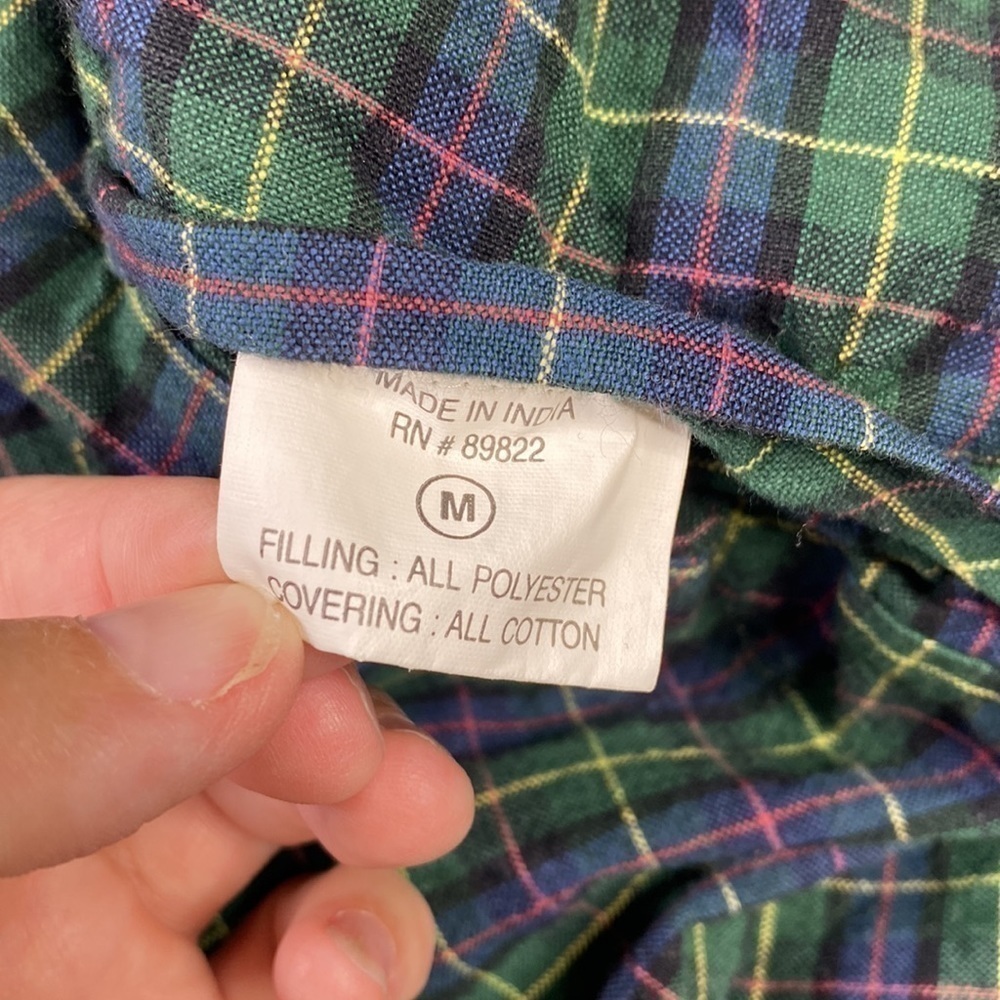 MADE IN INDIA
RN # 89822
M
FILLING : ALL POLYESTER
COVERING : ALL COTTON